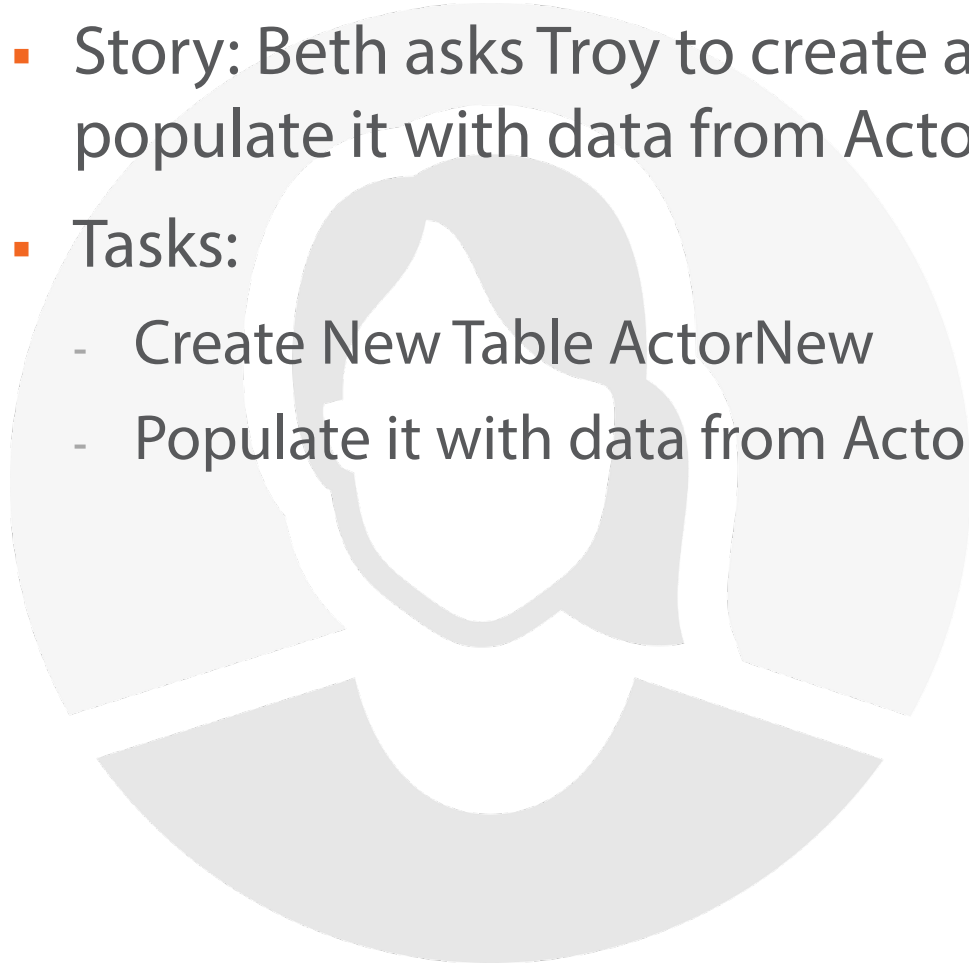 ▪ Story: Beth asks Troy to create a
populate it with data from Acto
▪ Tasks:
- Create New Table ActorNew
- Populate it with data from Acto